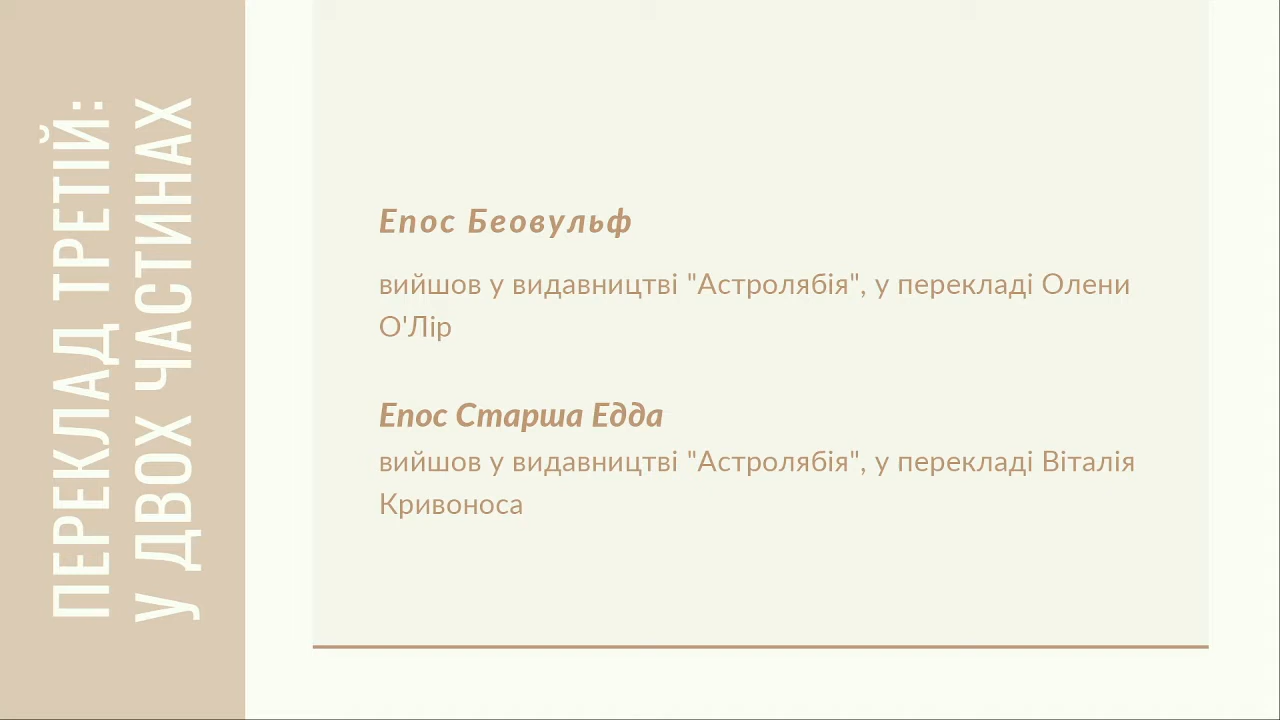 ПЕРЕКЛАД ТРЕТІЙ:
У ДВОХ ЧАСТИНАХ
Епос Беовульф
вийшов у видавництві "Астролябія", у перекладі Олени
О'Лір
Епос Старша Едда
вийшов у видавництві "Астролябія", у перекладі Віталія
Кривоноса